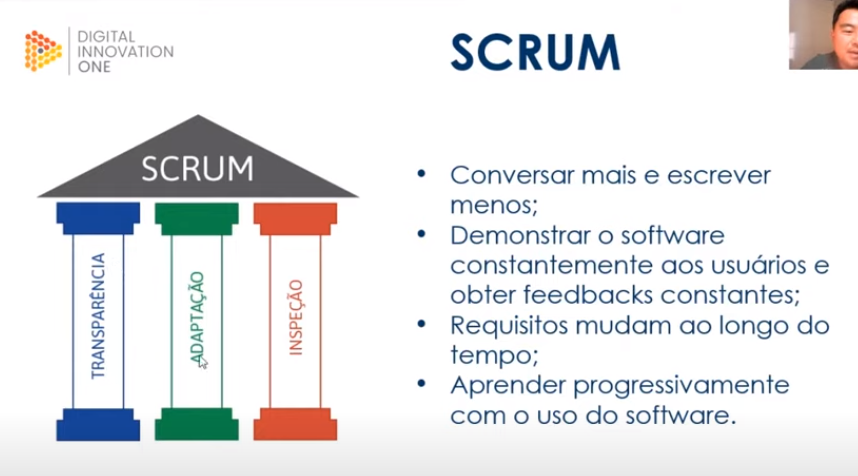 DIGITAL
INNOVATION
ONE
SCRUM
SCRUM
TRANSPARÊNCIA
ADAPTAÇÃO
INSPEÇÃO
• Conversar mais e escrever
menos;
• Demonstrar o software
constantemente aos usuários e
obter feedbacks constantes;
• Requisitos mudam ao longo do
tempo;
• Aprender progressivamente
com o uso do software.